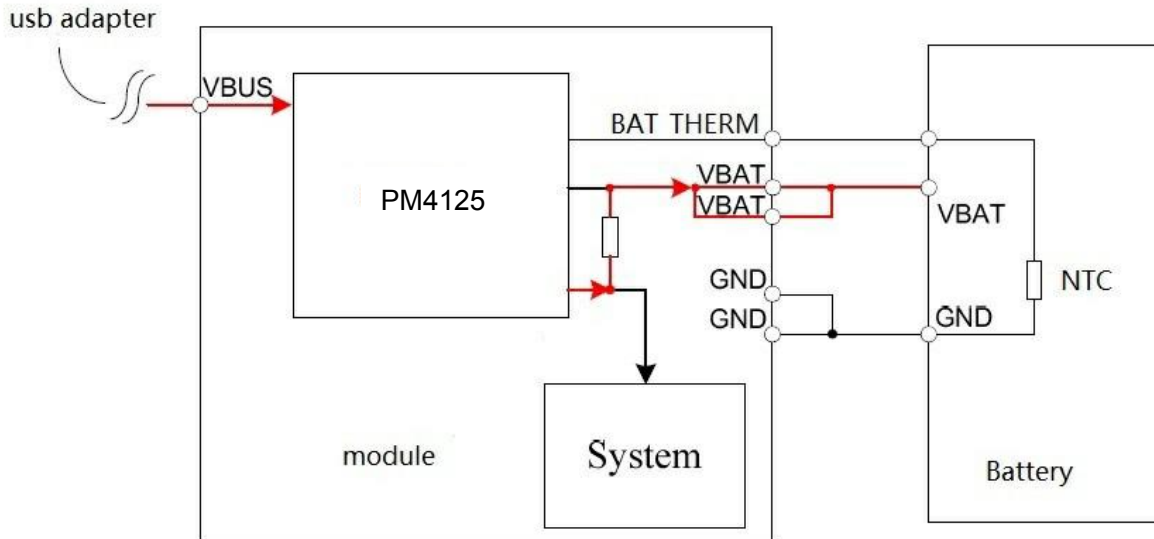 usb adapter
VBUS
BAT THERM
VBAT
VBAT
PM4125
VBAT
GND
NTC
GND
GND
System
module
Battery